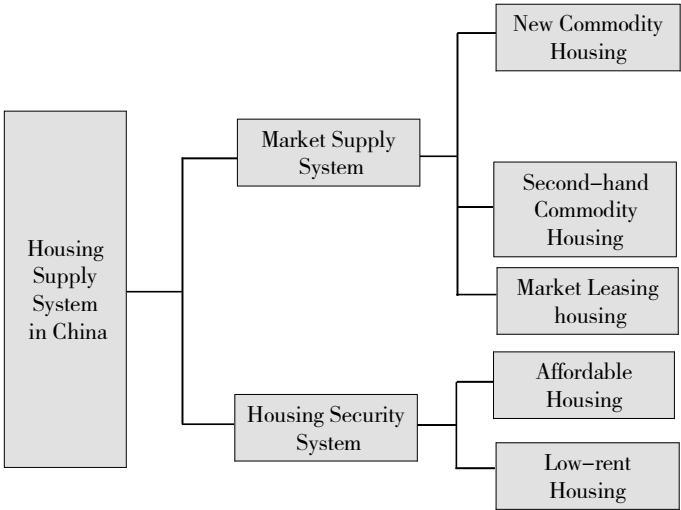 New Commodity
Housing
Market Supply
System
Second-hand
Commodity
Housing
Housing
Supply
System
in China
Market Leasing
housing
Affordable
Housing
Housing Security
System
Low-rent
Housing